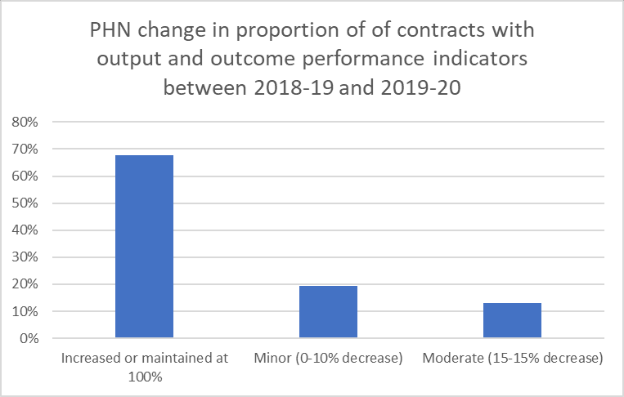 PHN change in proportion of of contracts with
output and outcome performance indicators
between 2018-19 and 2019-20
80%
70%
60%
50%
40%
30%
20%
10%
0%
Increased or maintained at
100%
Minor (0-10% decrease)
Moderate (15-15% decrease)